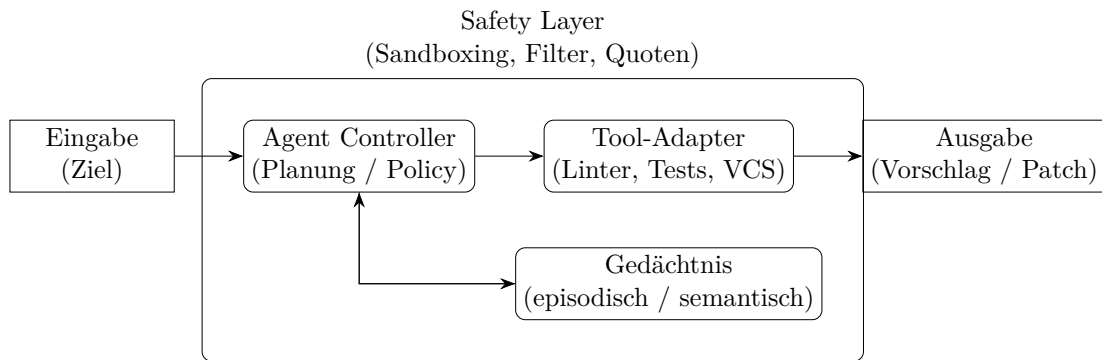 Safety Layer
(Sandboxing, Filter, Quoten)
Eingabe
(Ziel)
Agent Controller
(Planung / Policy)
Tool-Adapter
(Linter, Tests, VCS)
Ausgabe
(Vorschlag / Patch)
Gedächtnis
(episodisch / semantisch)